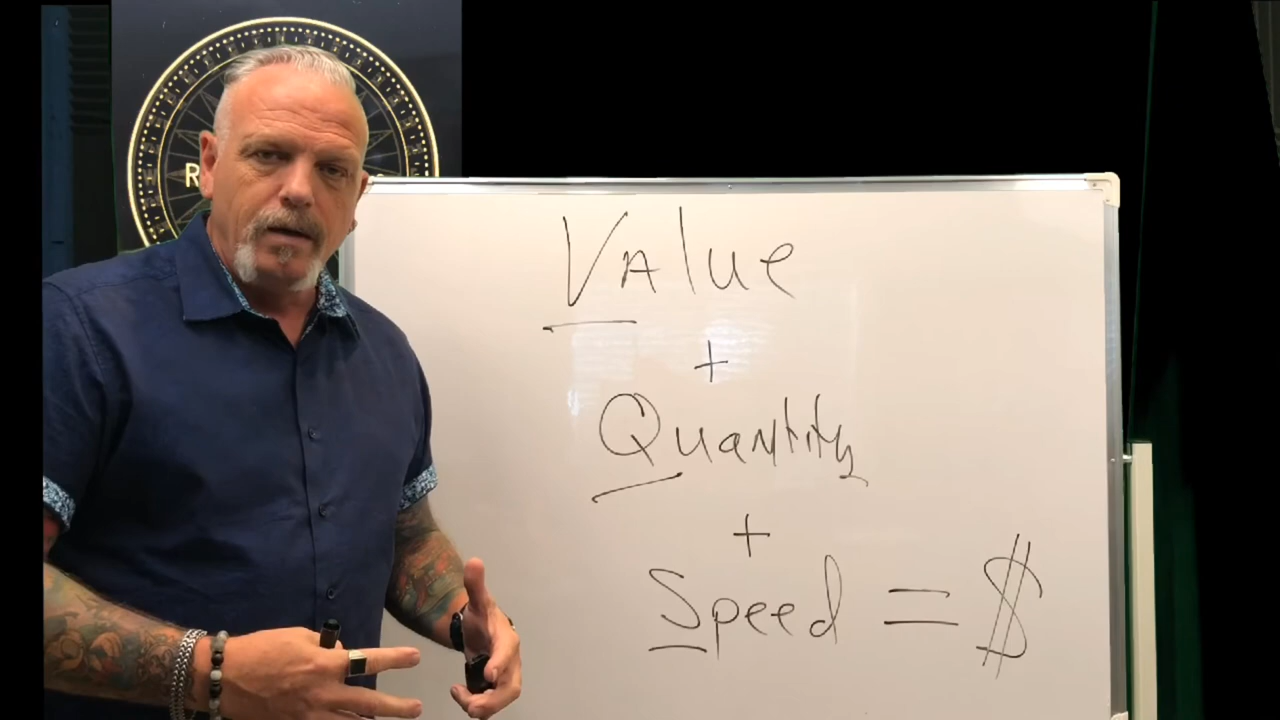 R
VAlue
+
Quantity
+
Speed = $